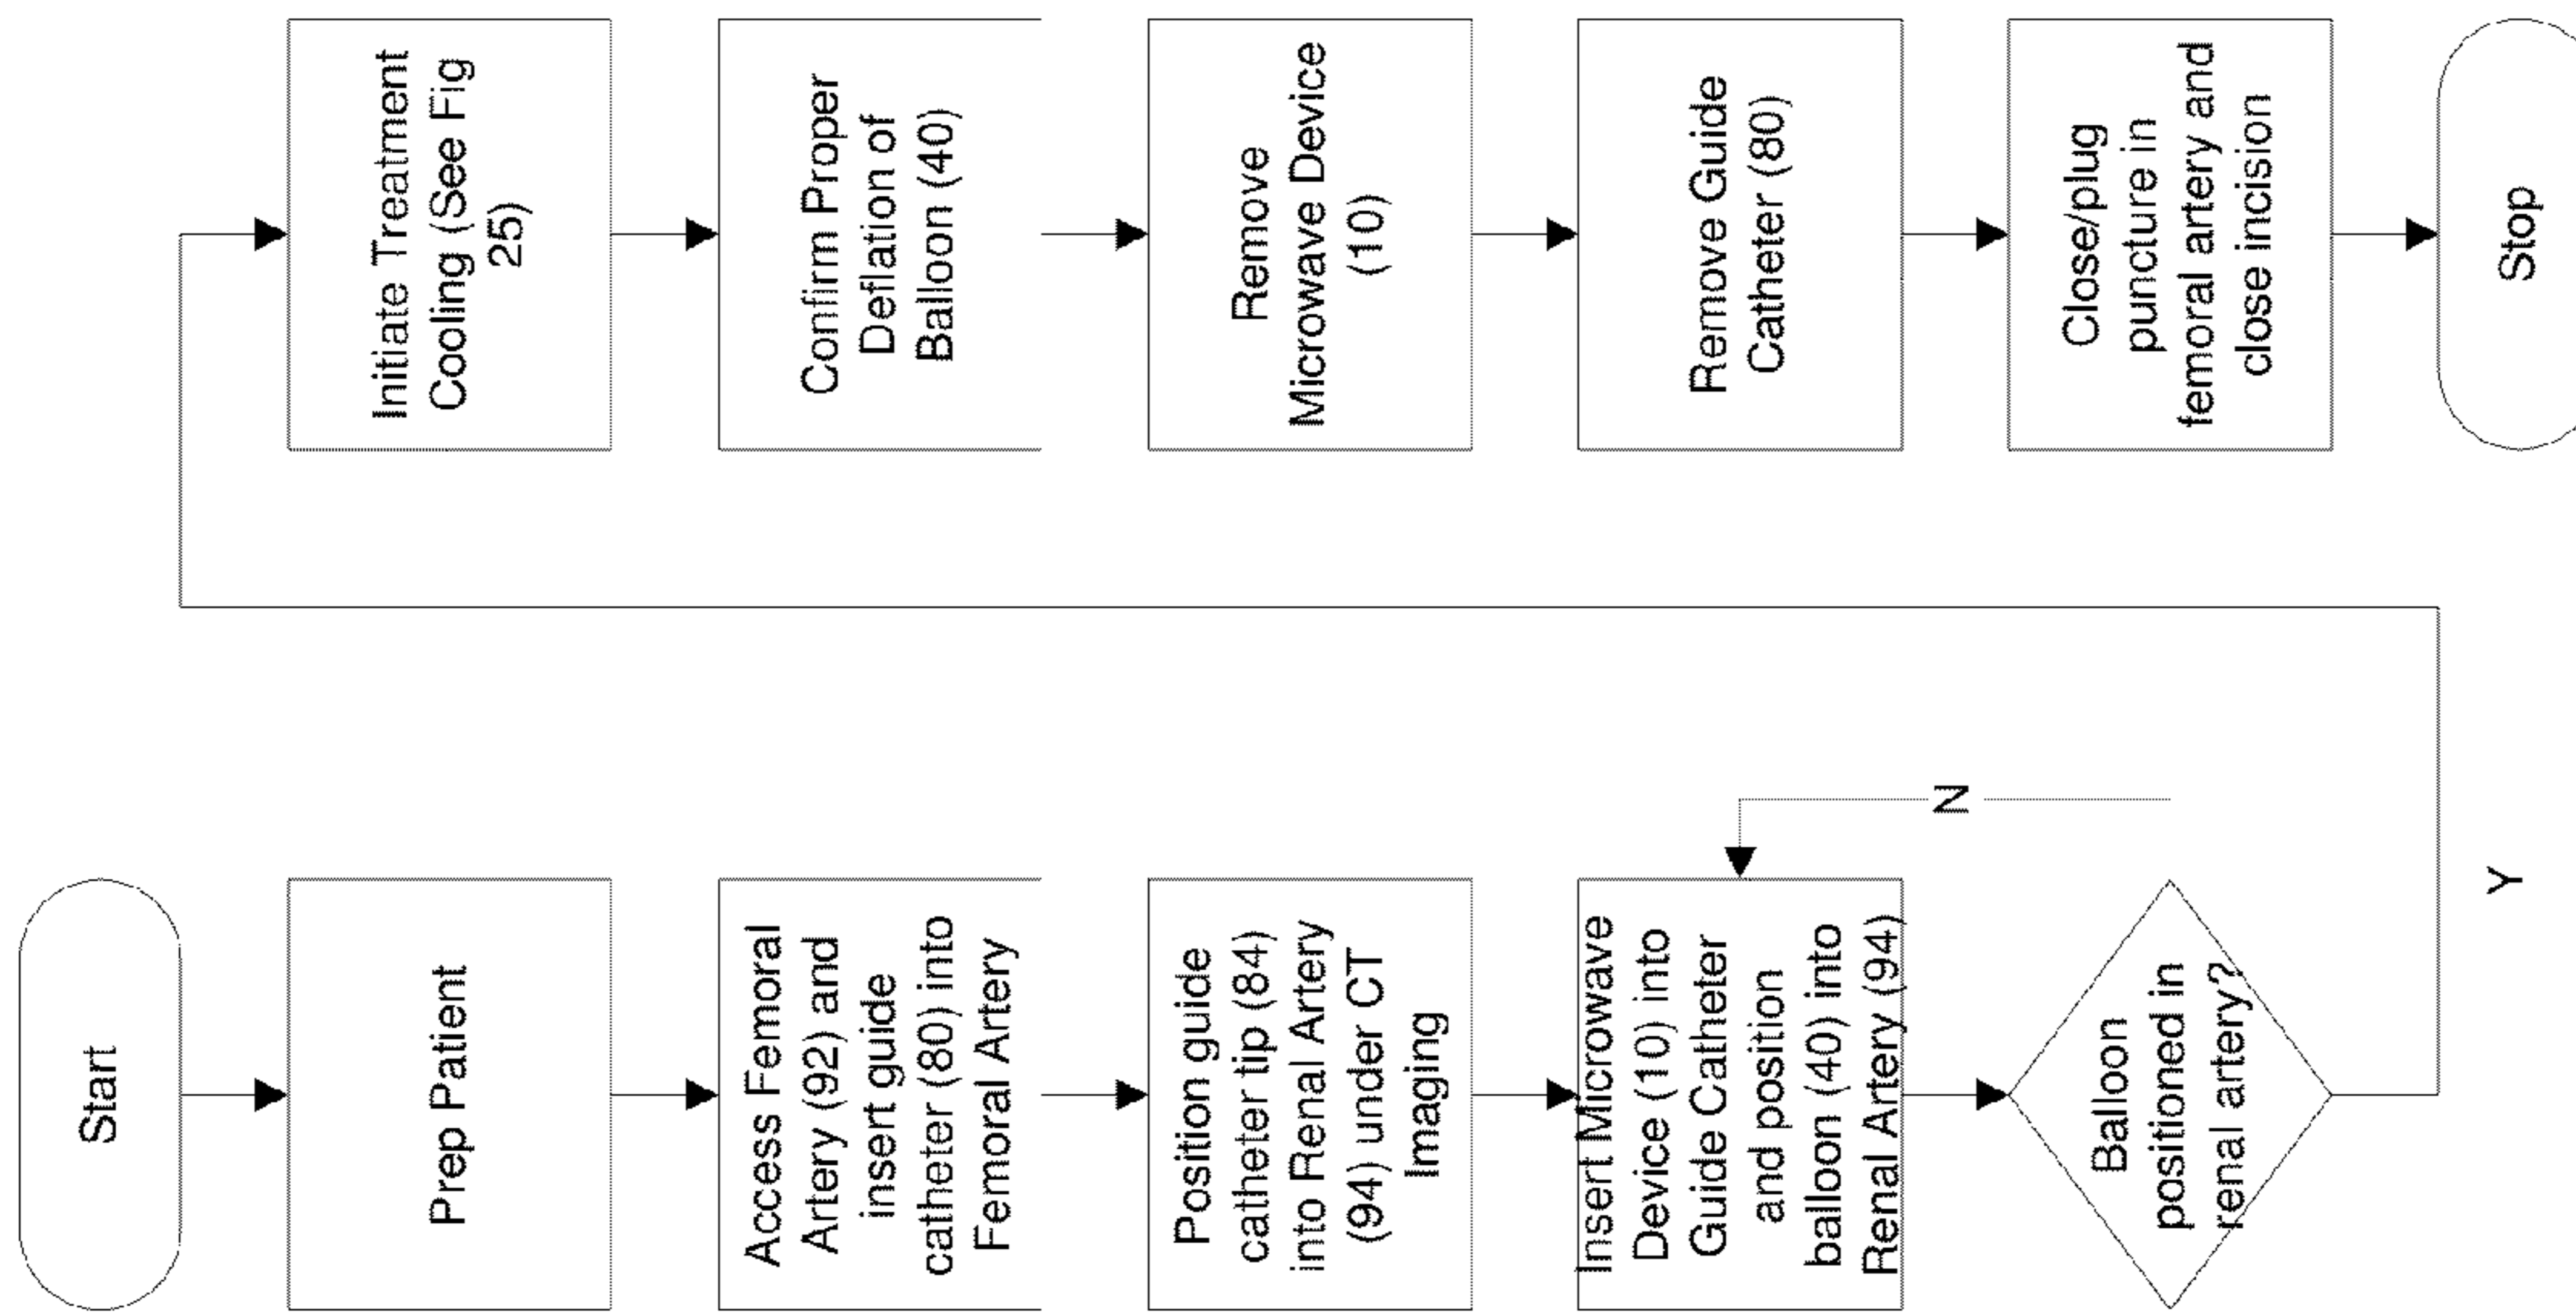 Start
Prep Patient
Access Femoral
Artery (92) and
insert guide
catheter (80) into
Femoral Artery
Position guide
catheter tip (84)
into Renal Artery
(94) under CT
Imaging
Insert Microwave
Device (10) into
Guide Catheter
and position
balloon (40) into
Renal Artery (94)
N
Balloon
positioned in
renal artery?
Y
Initiate Treatment
Cooling (See Fig
25)
Confirm Proper
Deflation of
Balloon (40)
Remove
Microwave Device
(10)
Remove Guide
Catheter (80)
Close/plug
puncture in
femoral artery and
close incision
Stop